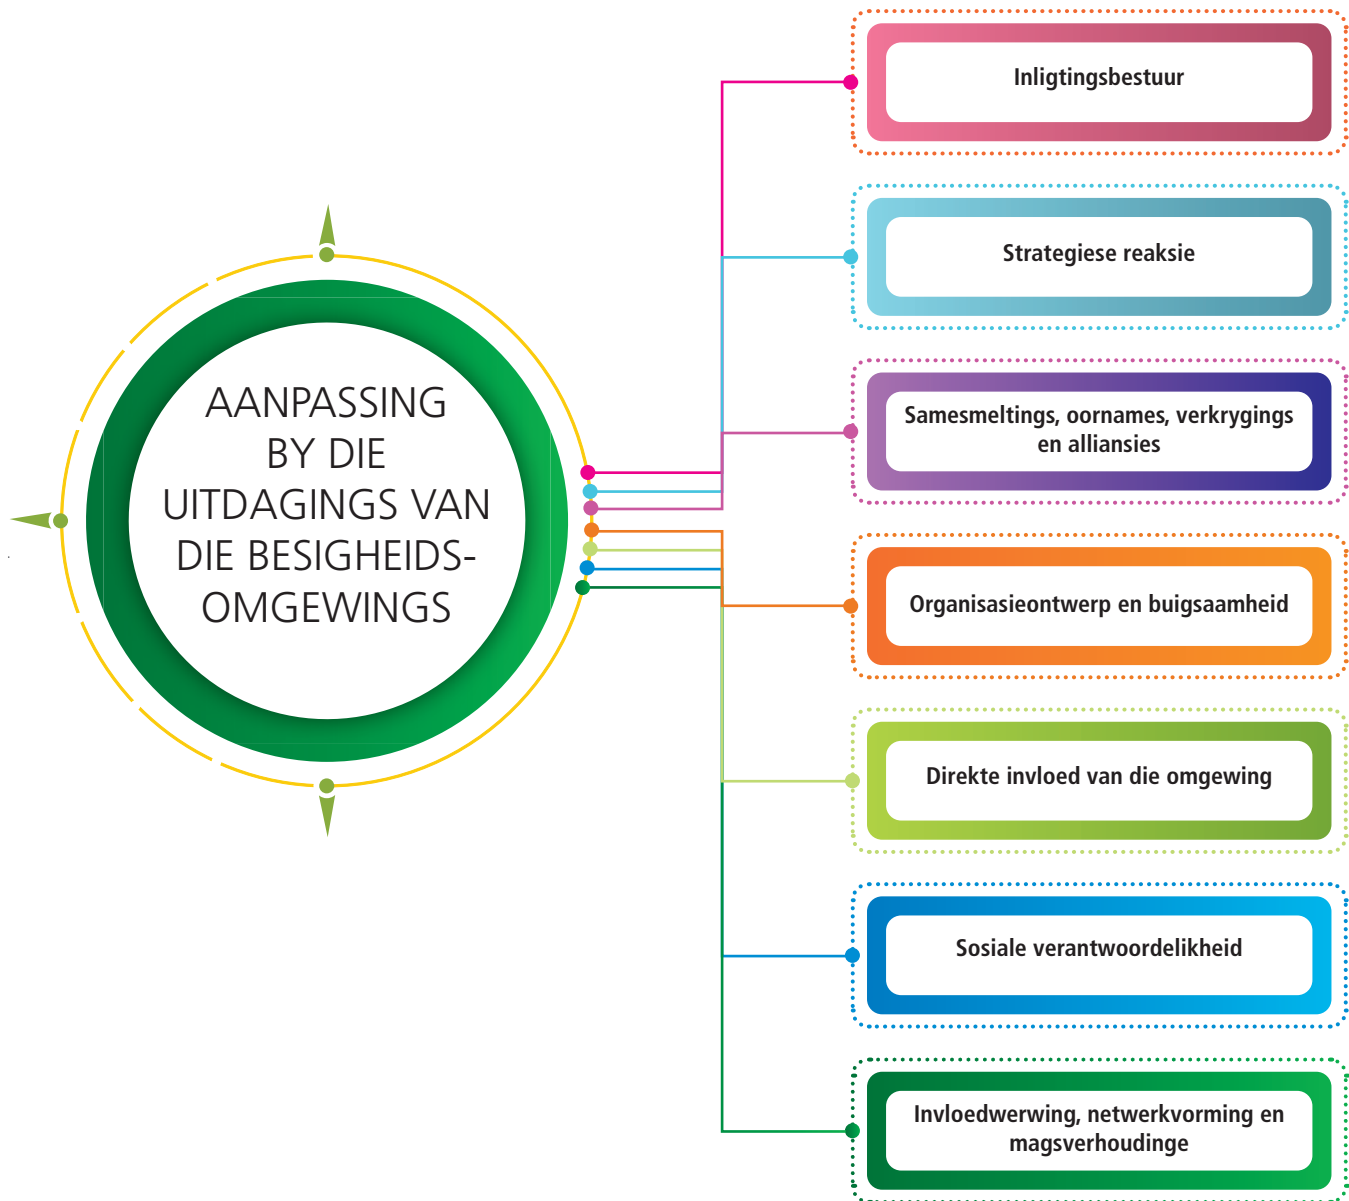 AANPASSING
BY DIE
UITDAGINGS VAN
DIE BESIGHEIDS-
OMGEWINGS
Inligtingsbestuur
Strategiese reaksie
Samesmeltings, oornames, verkrygings
en alliansies
Organisasieontwerp en buigsaamheid
Direkte invloed van die omgewing
Sosiale verantwoordelikheid
Invloedwerwing, netwerkvorming en
magsverhoudinge